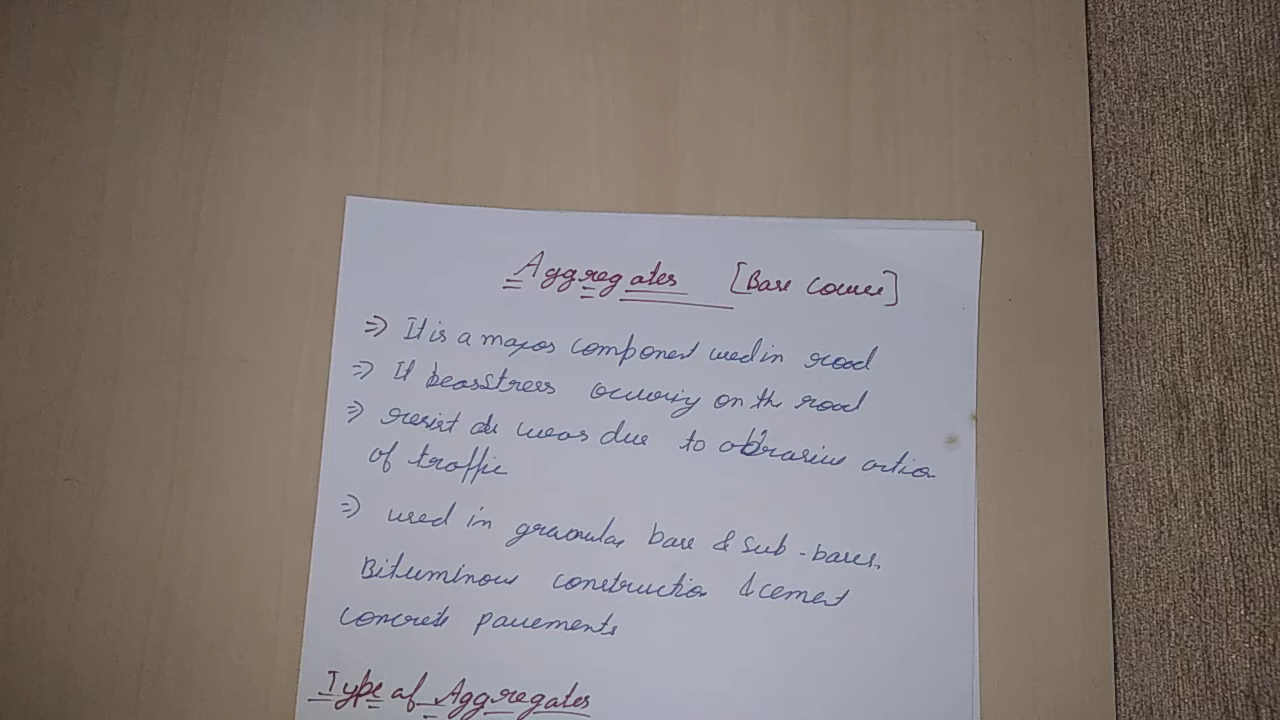 Aggregates [Base Course]
⇒ It is a major component used in road
⇒ It bears stress occuring on the road
⇒ resist the wear due to abrasive action
of traffic
⇒ used in granular base & sub-bases,
Bituminous construction & cement
concrete pavements
Type of Aggregates